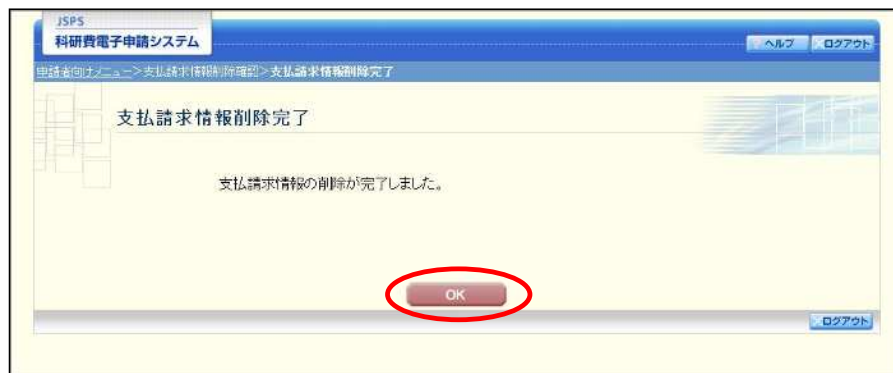 JSPS
科研費電子申請システム
ヘルプ ログアウト
申請者向けメニュー>支払請求情報削除確認>支払請求情報削除完了
支払請求情報削除完了
支払請求情報の削除が完了しました。
OK
ログアウト